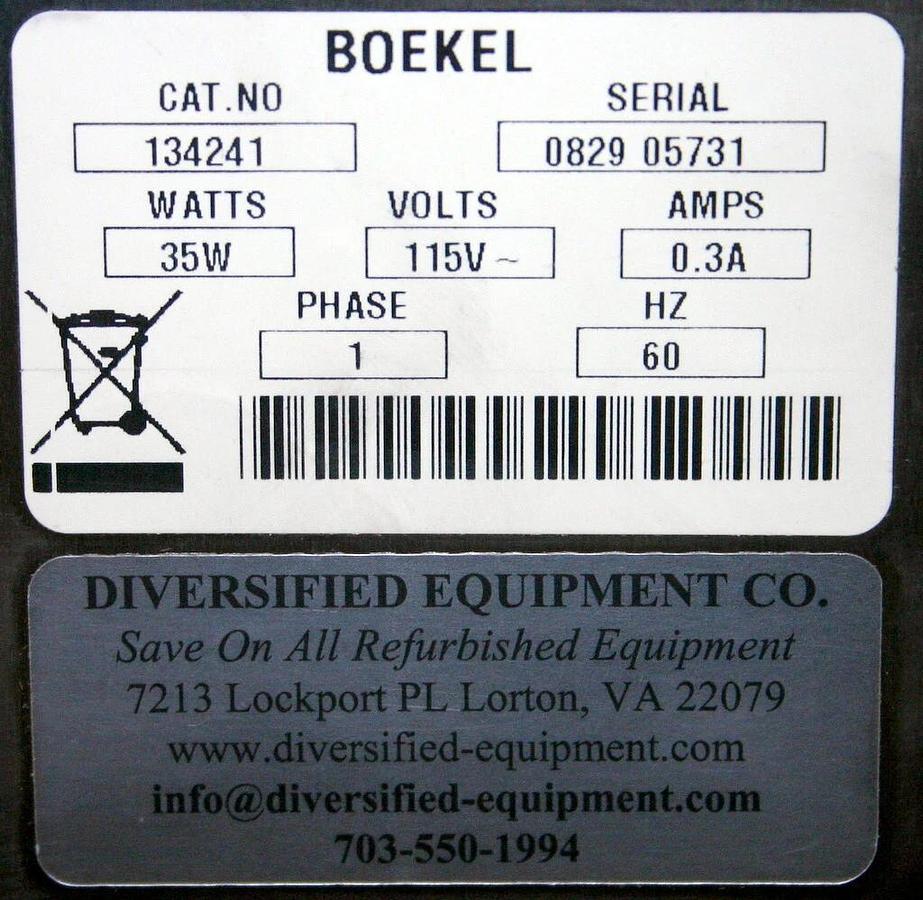 BOEKEL
CAT.NO SERIAL
134241 0829 05731
WATTS VOLTS AMPS
35W 115V~ 0.3A
PHASE HZ
1 60
DIVERSIFIED EQUIPMENT CO.
Save On All Refurbished Equipment
7213 Lockport PL Lorton, VA 22079
www.diversified-equipment.com
info@diversified-equipment.com
703-550-1994